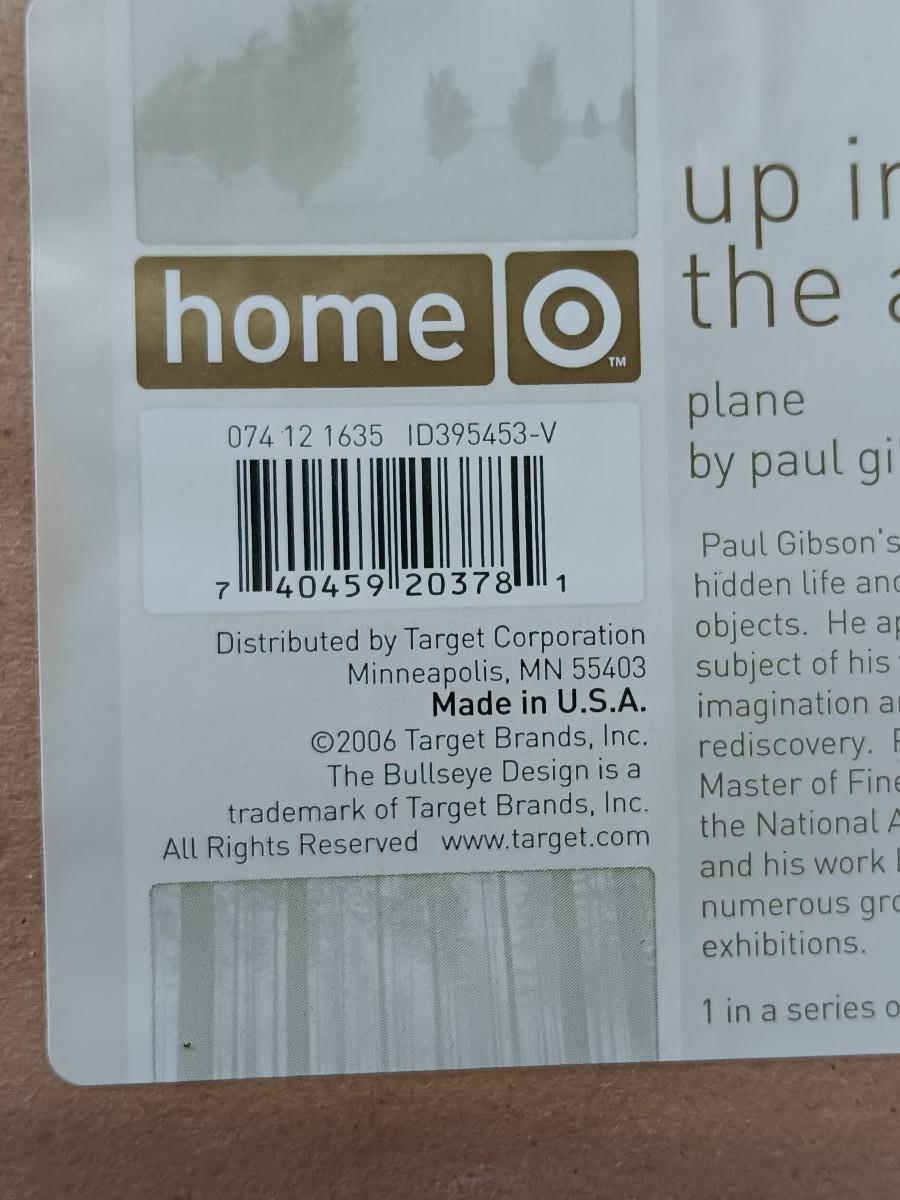 home
TM
074 12 1635 ID395453-V
7 40459 20378 1
Distributed by Target Corporation
Minneapolis, MN 55403
Made in U.S.A.
©2006 Target Brands, Inc.
The Bullseye Design is a
trademark of Target Brands, Inc.
All Rights Reserved www.target.com
up
the
plane
by paul
Paul Gibson's
hidden life
objects. He
subject of his
imagination
rediscovery.
Master of
the National
and his work
numerous
exhibitions.
1 in a series